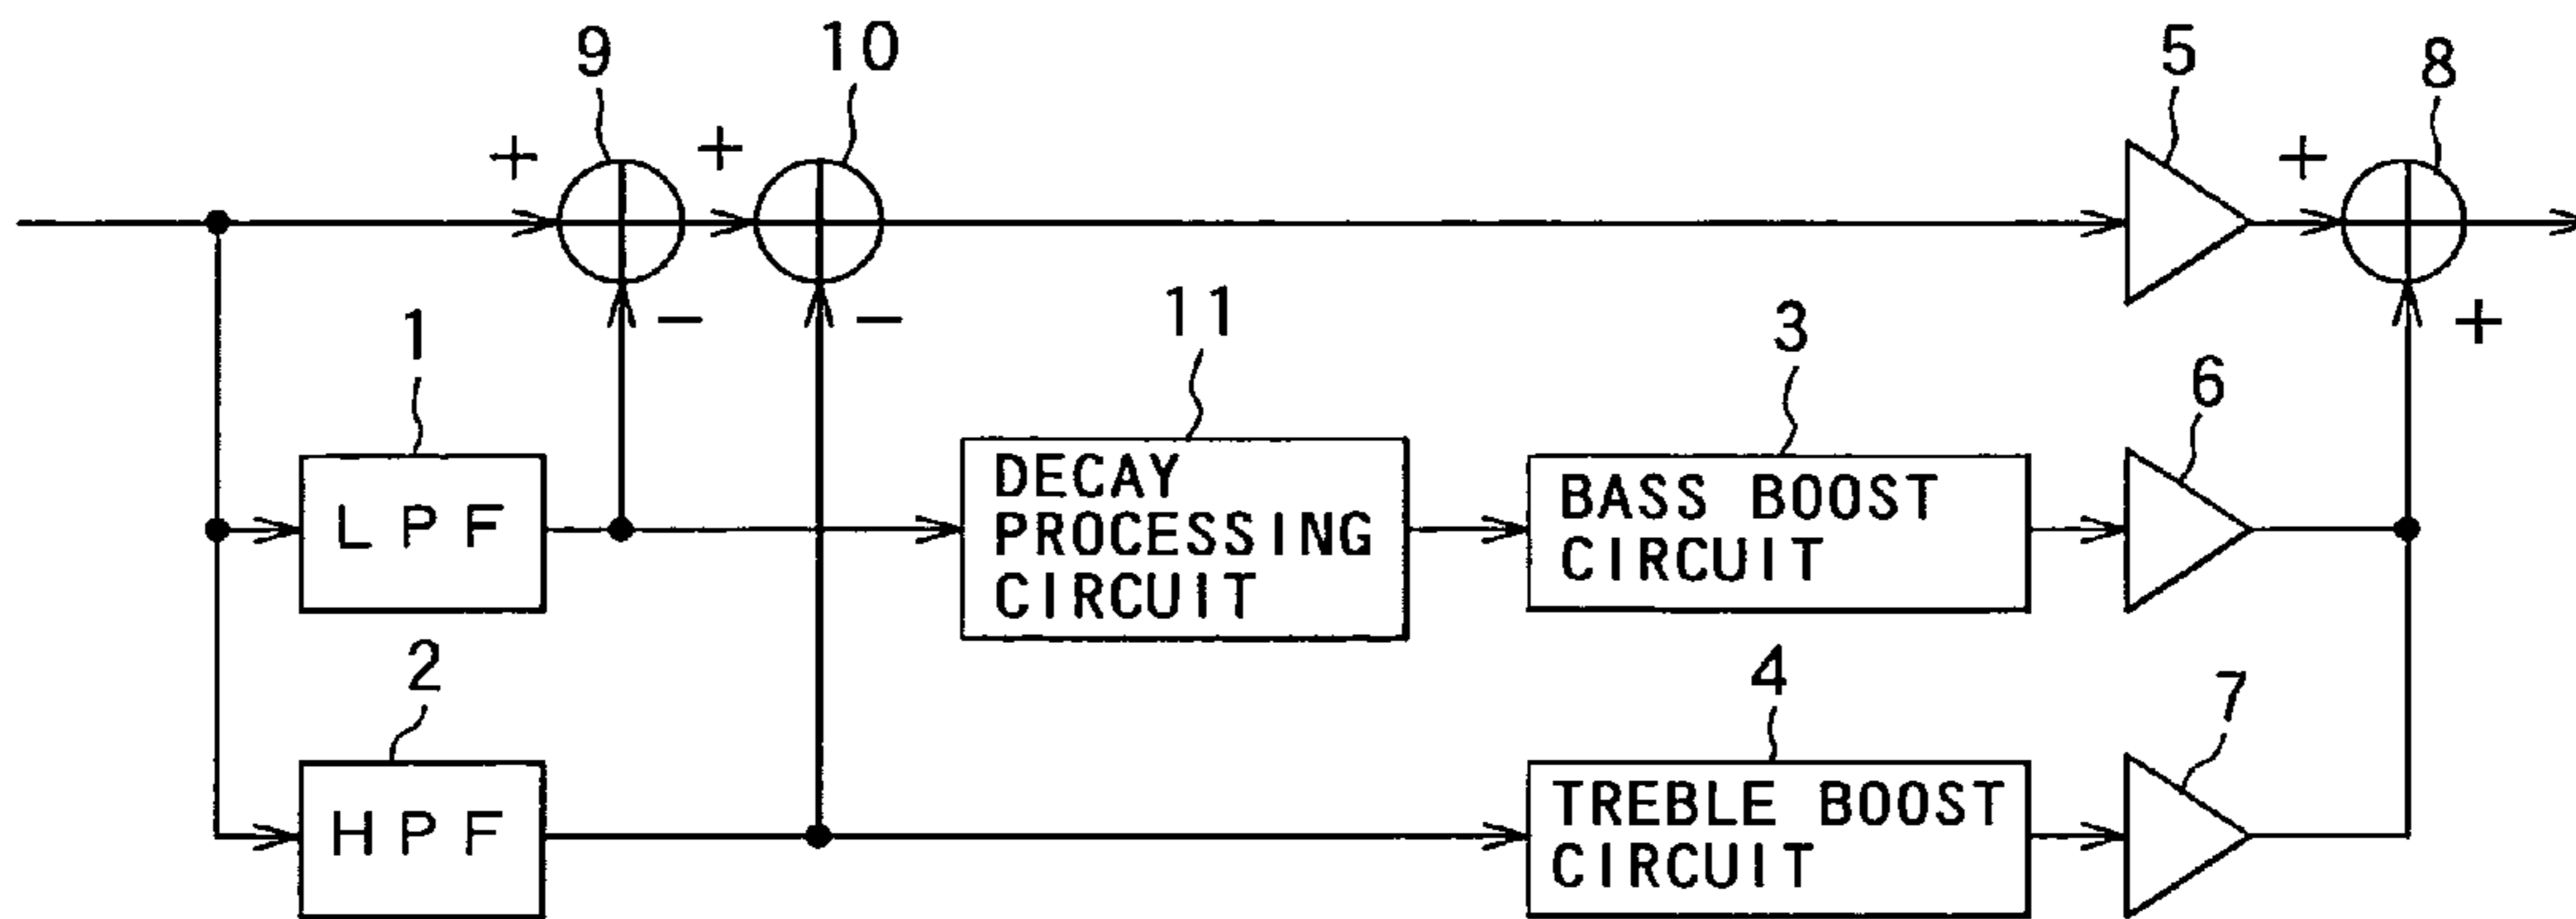 9
10
5
8
+
+
+
1
-
-
11
3
+
6
LPF
DECAY
PROCESSING
CIRCUIT
BASS BOOST
CIRCUIT
2
4
7
HPF
TREBLE BOOST
CIRCUIT